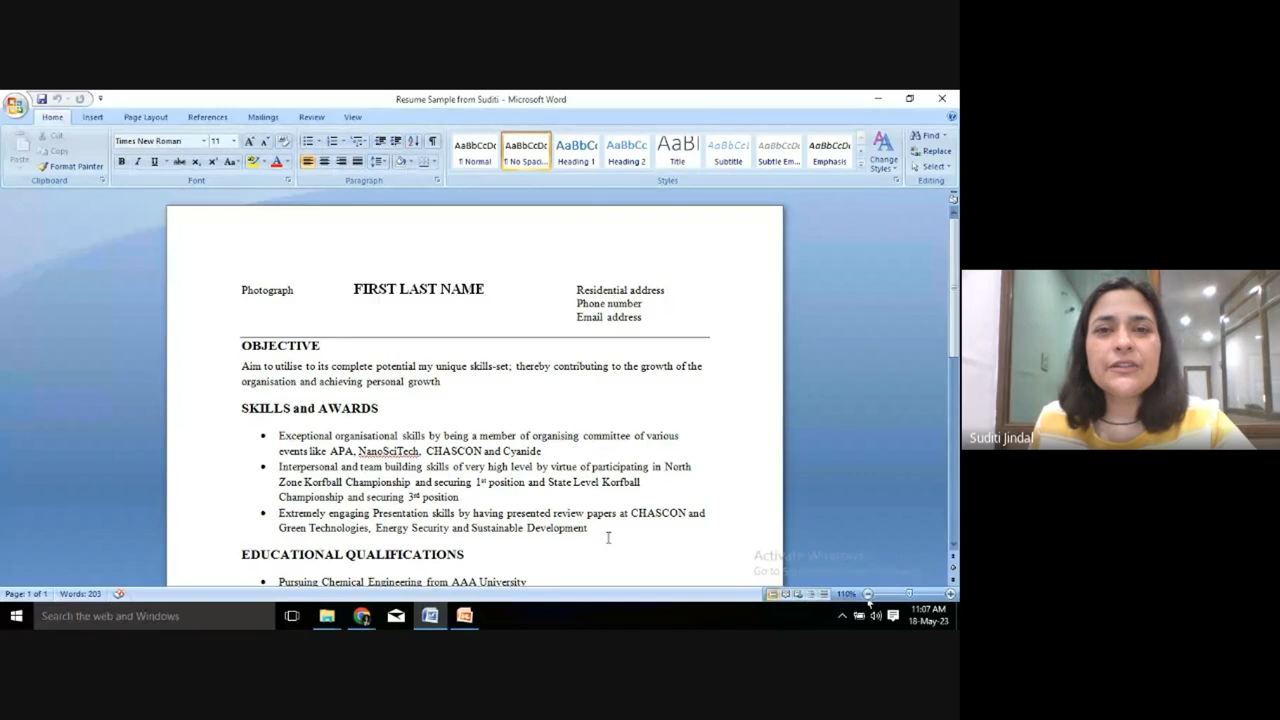 Resume Sample from Suditi - Microsoft Word
Home Insert Page Layout References Mailings Review View
Cut
Copy
Paste
Format Painter
Clipboard
Times New Roman 11
Font
Paragraph
AaBbCcDc AaBbCcDc AaBbCc AaBbCc AaBl AaBbCcI AaBbCcDc AaBbCcDc
¶ Normal ¶ No Spaci... Heading 1 Heading 2 Title Subtitle Subtle Em... Emphasis
Change
Styles
Styles
Find
Replace
Select
Editing
Photograph FIRST LAST NAME Residential address
Phone number
Email address
OBJECTIVE
Aim to utilise to its complete potential my unique skills-set; thereby contributing to the growth of the
organisation and achieving personal growth
SKILLS and AWARDS
• Exceptional organisational skills by being a member of organising committee of various
events like APA, NanoSciTech, CHASCON and Cyanide
• Interpersonal and team building skills of very high level by virtue of participating in North
Zone Korfball Championship and securing 1st position and State Level Korfball
Championship and securing 3rd position
• Extremely engaging Presentation skills by having presented review papers at CHASCON and
Green Technologies, Energy Security and Sustainable Development
EDUCATIONAL QUALIFICATIONS
• Pursuing Chemical Engineering from AAA University
Activate Windows
Go to
Page: 1 of 1 Words: 203 110%
Search the web and Windows
11:07 AM
18-May-23
Suditi Jindal